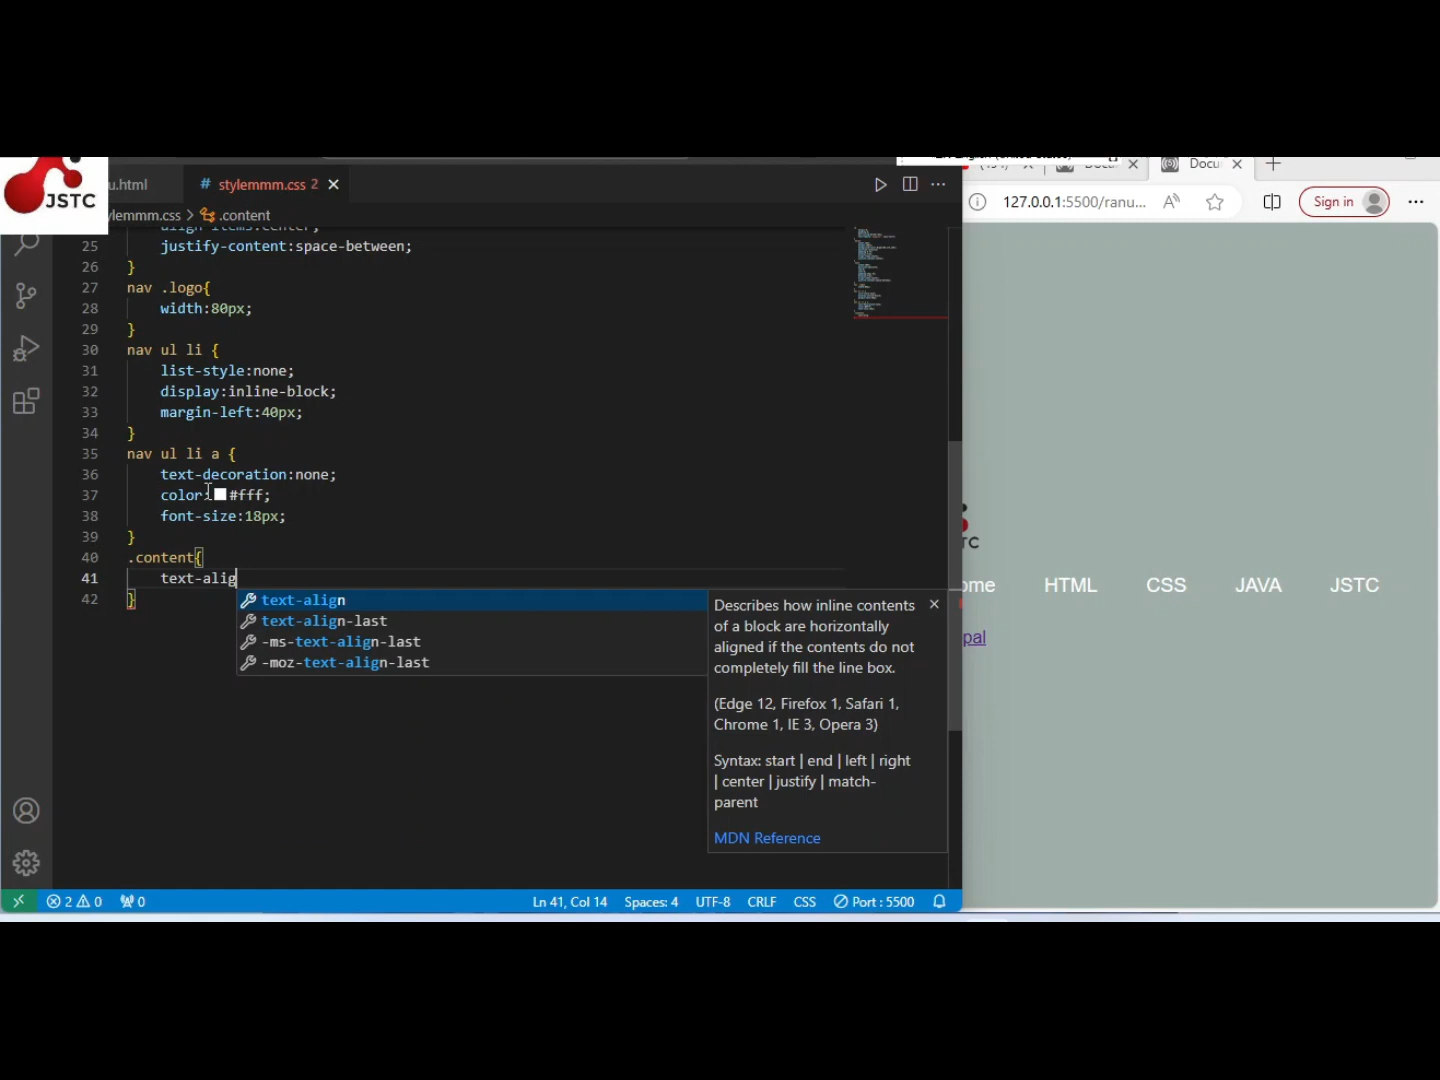 JSTC
u.html
# stylemmm.css 2
ylemmm.css > .content
25 justify-content:space-between;
26 }
27 nav .logo{
28 width:80px;
29 }
30 nav ul li {
31 list-style:none;
32 display:inline-block;
33 margin-left:40px;
34 }
35 nav ul li a {
36 text-decoration:none;
37 color:#fff;
38 font-size:18px;
39 }
40 .content{
41 text-alig
42 }
text-align
text-align-last
-ms-text-align-last
-moz-text-align-last
Describes how inline contents
of a block are horizontally
aligned if the contents do not
completely fill the line box.
(Edge 12, Firefox 1, Safari 1,
Chrome 1, IE 3, Opera 3)
Syntax: start | end | left | right
| center | justify | match-
parent
MDN Reference
2 0 0
Ln 41, Col 14 Spaces: 4 UTF-8 CRLF CSS Port : 5500
Docu
127.0.0.1:5500/ranu...
Sign in
TC
ome HTML CSS JAVA JSTC
pal